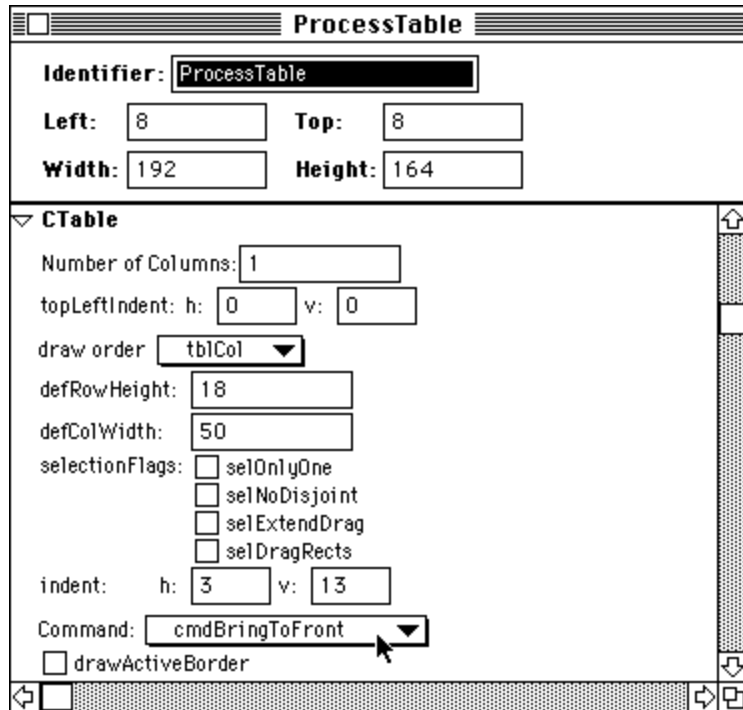 ProcessTable
Identifier: ProcessTable
Left: 8 Top: 8
Width: 192 Height: 164
CTable
Number of Columns: 1
topLeftIndent: h: 0 v: 0
draw order tblCol
defRowHeight: 18
defColWidth: 50
selectionFlags: selOnlyOne
selNoDisjoint
selExtendDrag
selDragRects
indent: h: 3 v: 13
Command: cmdBringToFront
drawActiveBorder